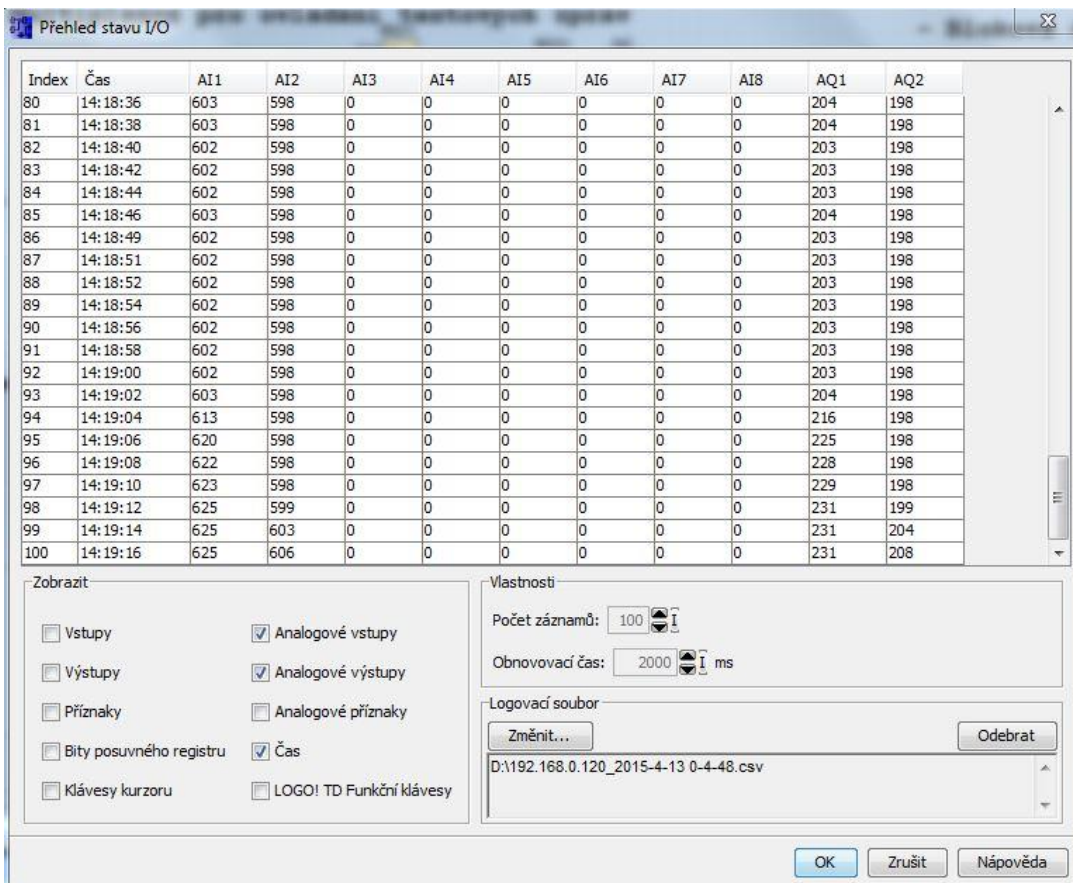 Přehled stavu I/O
Index Čas AI1 AI2 AI3 AI4 AI5 AI6 AI7 AI8 AQ1 AQ2
80 14:18:36 603 598 0 0 0 0 0 0 204 198
81 14:18:38 603 598 0 0 0 0 0 0 204 198
82 14:18:40 602 598 0 0 0 0 0 0 203 198
83 14:18:42 602 598 0 0 0 0 0 0 203 198
84 14:18:44 602 598 0 0 0 0 0 0 203 198
85 14:18:46 603 598 0 0 0 0 0 0 204 198
86 14:18:49 602 598 0 0 0 0 0 0 203 198
87 14:18:51 602 598 0 0 0 0 0 0 203 198
88 14:18:52 602 598 0 0 0 0 0 0 203 198
89 14:18:54 602 598 0 0 0 0 0 0 203 198
90 14:18:56 602 598 0 0 0 0 0 0 203 198
91 14:18:58 602 598 0 0 0 0 0 0 203 198
92 14:19:00 602 598 0 0 0 0 0 0 203 198
93 14:19:02 603 598 0 0 0 0 0 0 204 198
94 14:19:04 613 598 0 0 0 0 0 0 216 198
95 14:19:06 620 598 0 0 0 0 0 0 225 198
96 14:19:08 622 598 0 0 0 0 0 0 228 198
97 14:19:10 623 598 0 0 0 0 0 0 229 198
98 14:19:12 625 599 0 0 0 0 0 0 231 199
99 14:19:14 625 603 0 0 0 0 0 0 231 204
100 14:19:16 625 606 0 0 0 0 0 0 231 208
Zobrazit
Vstupy Analogové vstupy
Výstupy Analogové výstupy
Příznaky Analogové příznaky
Bity posuvného registru Čas
Klávesy kurzoru LOGO! TD Funkční klávesy
Vlastnosti
Počet záznamů: 100
Obnovovací čas: 2000 ms
Logovací soubor
Změnit... Odebrat
D:\192.168.0.120_2015-4-13 0-4-48.csv
OK Zrušit Nápověda